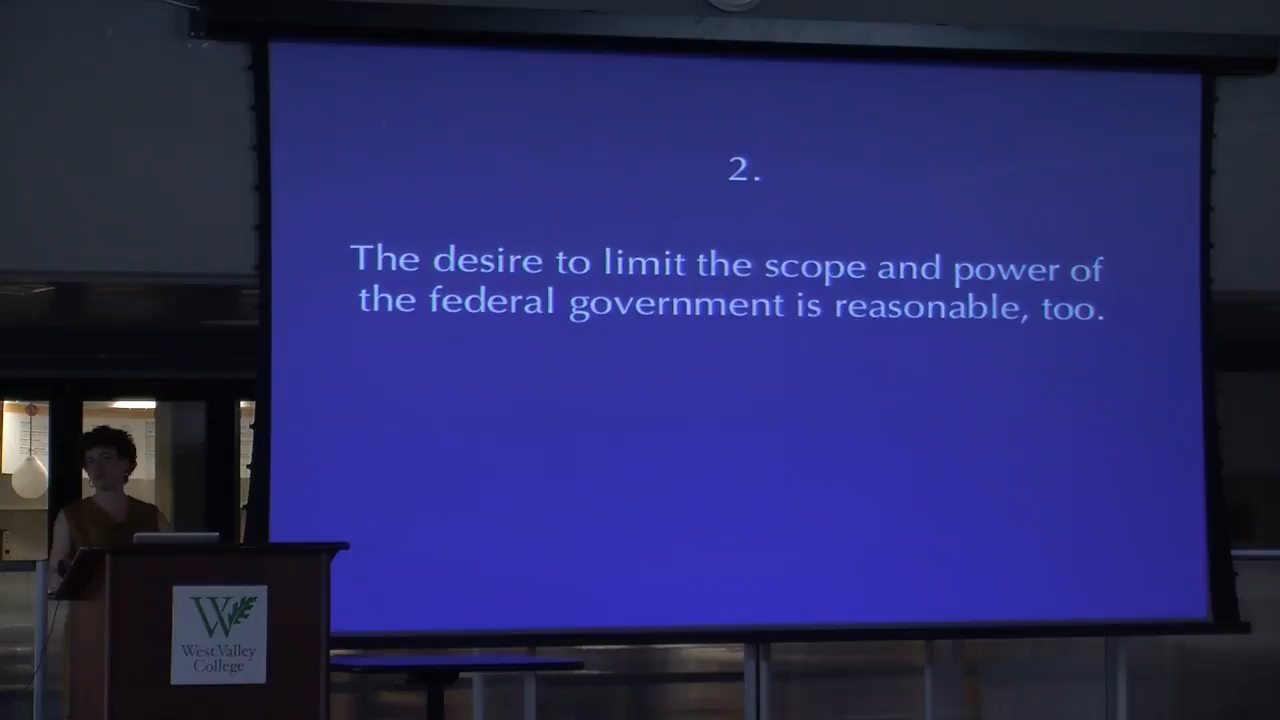 2.
The desire to limit the scope and power of
the federal government is reasonable, too.
West Valley
College